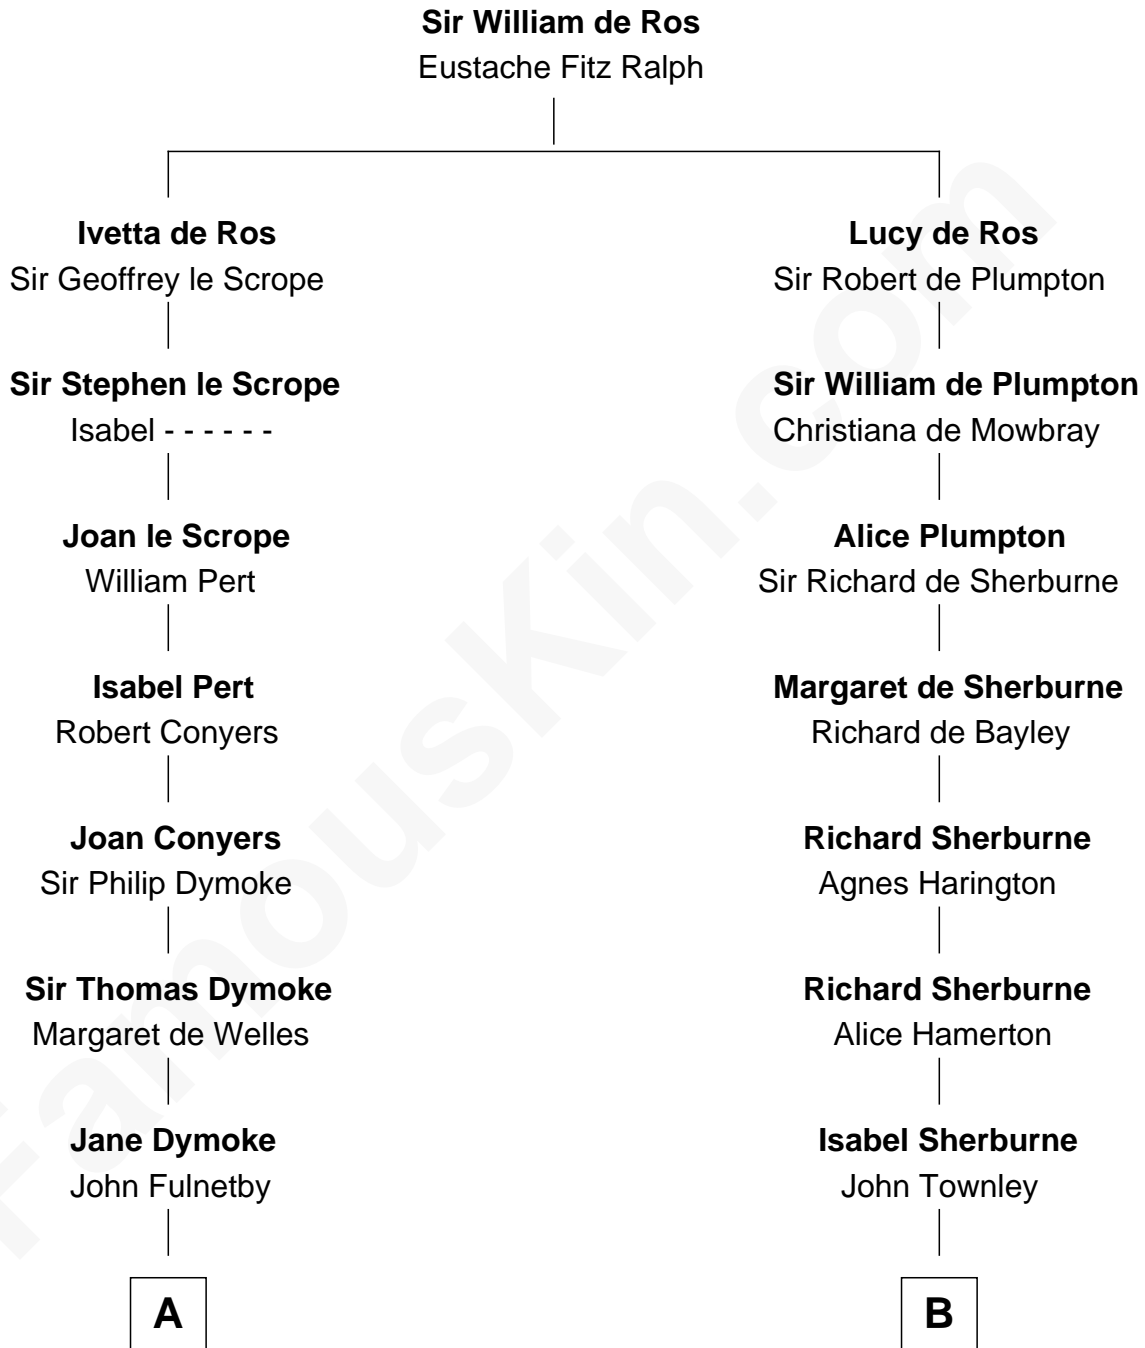 Sir William de Ros
Eustache Fitz Ralph
Ivetta de Ros
Sir Geoffrey le Scrope
Lucy de Ros
Sir Robert de Plumpton
Sir Stephen le Scrope
Isabel - - - - - -
Sir William de Plumpton
Christiana de Mowbray
Joan le Scrope
William Pert
Alice Plumpton
Sir Richard de Sherburne
Isabel Pert
Robert Conyers
Margaret de Sherburne
Richard de Bayley
Joan Conyers
Sir Philip Dymoke
Richard Sherburne
Agnes Harington
Sir Thomas Dymoke
Margaret de Welles
Richard Sherburne
Alice Hamerton
Jane Dymoke
John Fulnetby
Isabel Sherburne
John Townley
A
B
FamousKin.com